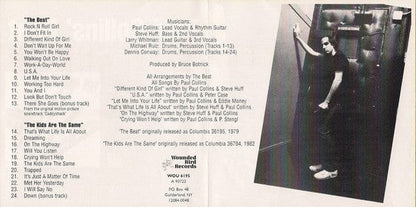 "The Beat"
1. Rock N Roll Girl
2. I Don't Fit In
3. Different Kind Of Girl
4. Don't Wait Up For Me
5. You Won't Be Happy
6. Walking Out On Love
7. Work-A-Day-World
8. U.S.A.
9. Let Me Into Your Life
10. Working Too Hard
11. You And I
12. Look But Don't Touch
13. There She Goes (bonus track)
From the original motion picture
soundtrack "Caddyshack"
"The Kids Are The Same"
14. That's What Life Is All About
15. Dreaming
16. On The Highway
17. Will You Listen
18. Crying Won't Help
19. The Kids Are The Same
20. Trapped
21. It's Just A Matter Of Time
22. Met Her Yesterday
23. I Will Say No
24. Down (bonus track)
Musicians:
Paul Collins: Lead Vocals & Rhythm Guitar
Steve Huff: Bass & 2nd Vocals
Larry Whitman: Lead Guitar & 3rd Vocals
Michael Ruiz: Drums, Percussion (Tracks 1-13)
Dennis Conway: Drums, Percussion (Tracks 14-24)
Produced by Bruce Botnick
All Arrangements by The Beat
All Songs By Paul Collins
"Different Kind Of Girl" written by Paul Collins & Steve Huff
"U.S.A." written by Paul Collins & Peter Case
"Let Me Into Your Life" written by Paul Collins & Eddie Money
"That's What Life Is All About" written by Steve Huff & Paul Collins
"On The Highway" written by Steve Huff & Paul Collins
"Crying Won't Help" written by Paul Collins & P. Stengl
"The Beat" originally released as Columbia 36195, 1979
"The Kids Are The Same" originally released as Columbia 36794, 1982
Wounded
Bird
Records
WOU 6195
PO Box 48
Guilderland, NY
12084-0048